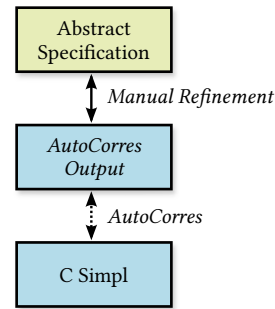 Abstract
Specification
Manual Refinement
AutoCorres
Output
AutoCorres
C Simpl